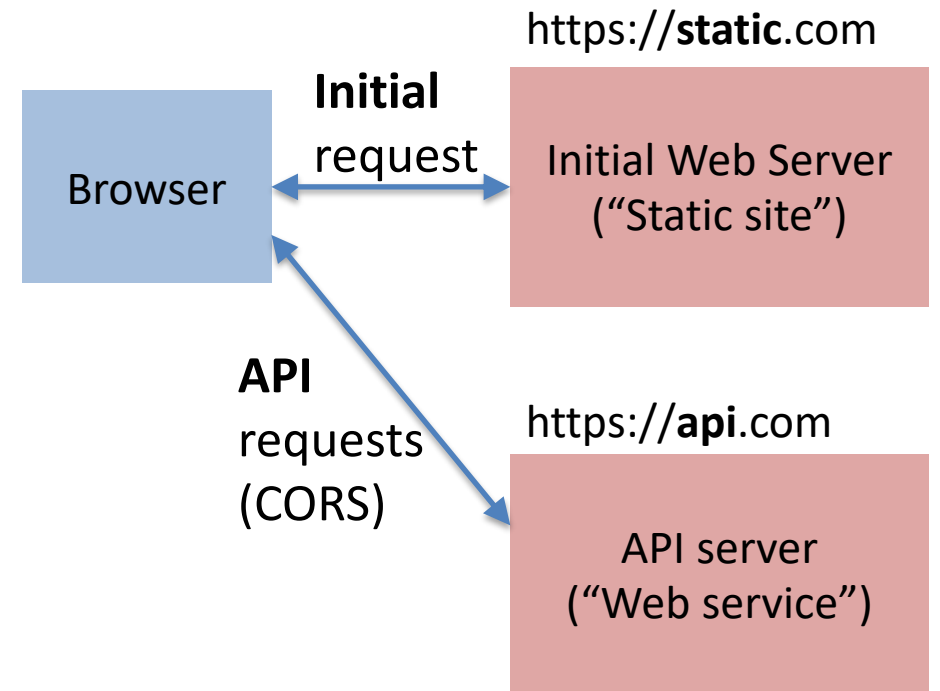 https://static.com
Initial
request
Browser
Initial Web Server
(“Static site”)
API
requests
(CORS)
https://api.com
API server
(“Web service”)